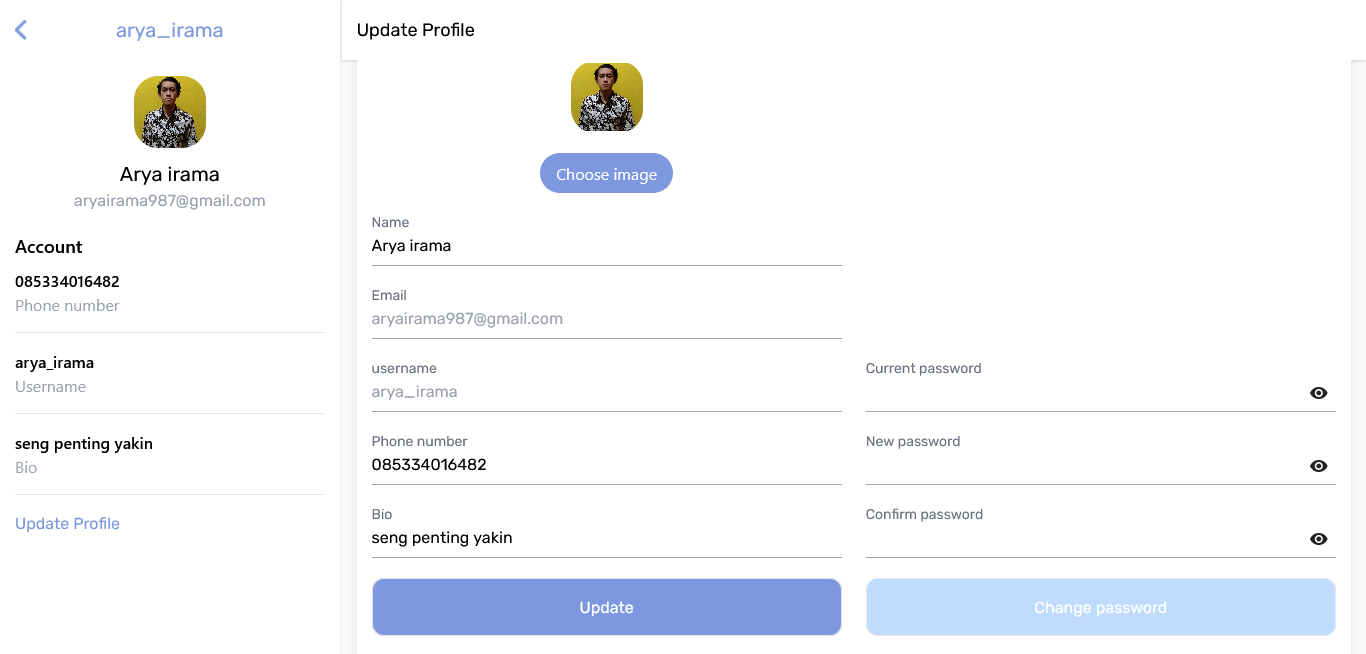 arya_irama
Arya irama
aryairama987@gmail.com
Account
085334016482
Phone number
arya_irama
Username
seng penting yakin
Bio
Update Profile
Update Profile
Choose image
Name
Arya irama
Email
aryairama987@gmail.com
username
arya_irama
Phone number
085334016482
Bio
seng penting yakin
Update
Current password
New password
Confirm password
Change password